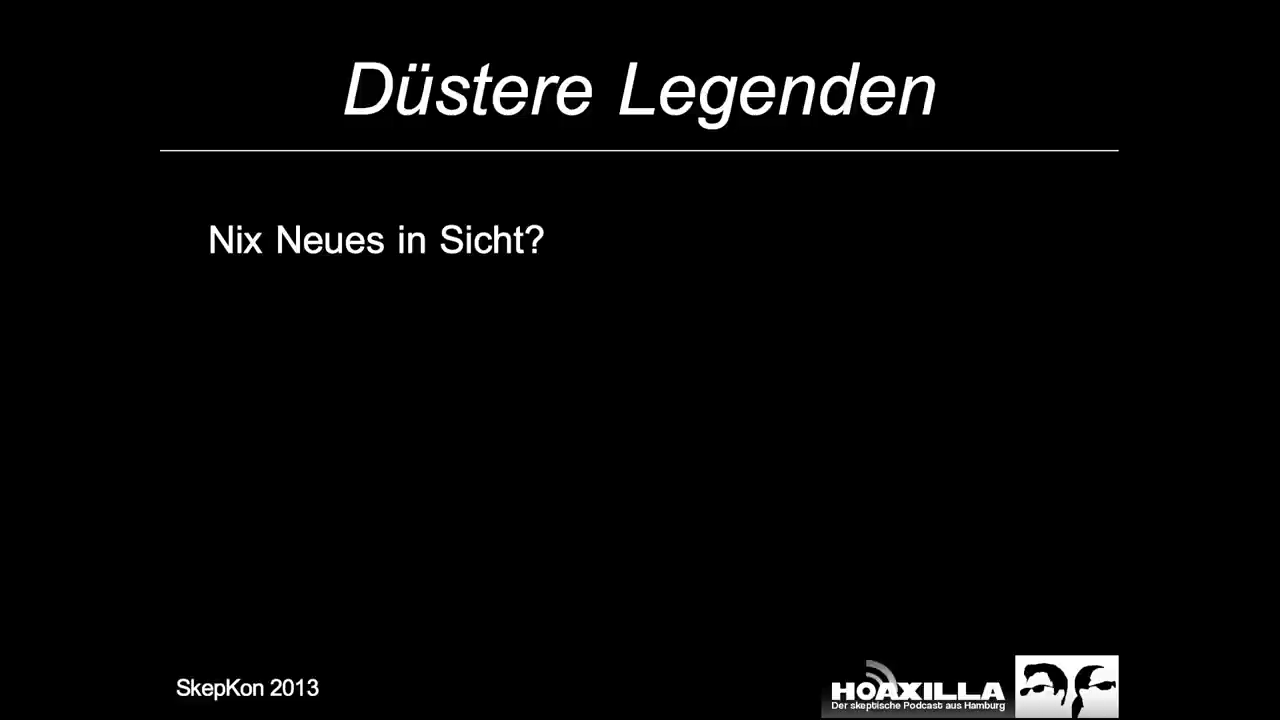 Düstere Legenden
Nix Neues in Sicht?
SkepKon 2013
HOAXILLA
Der skeptische Podcast aus Hamburg